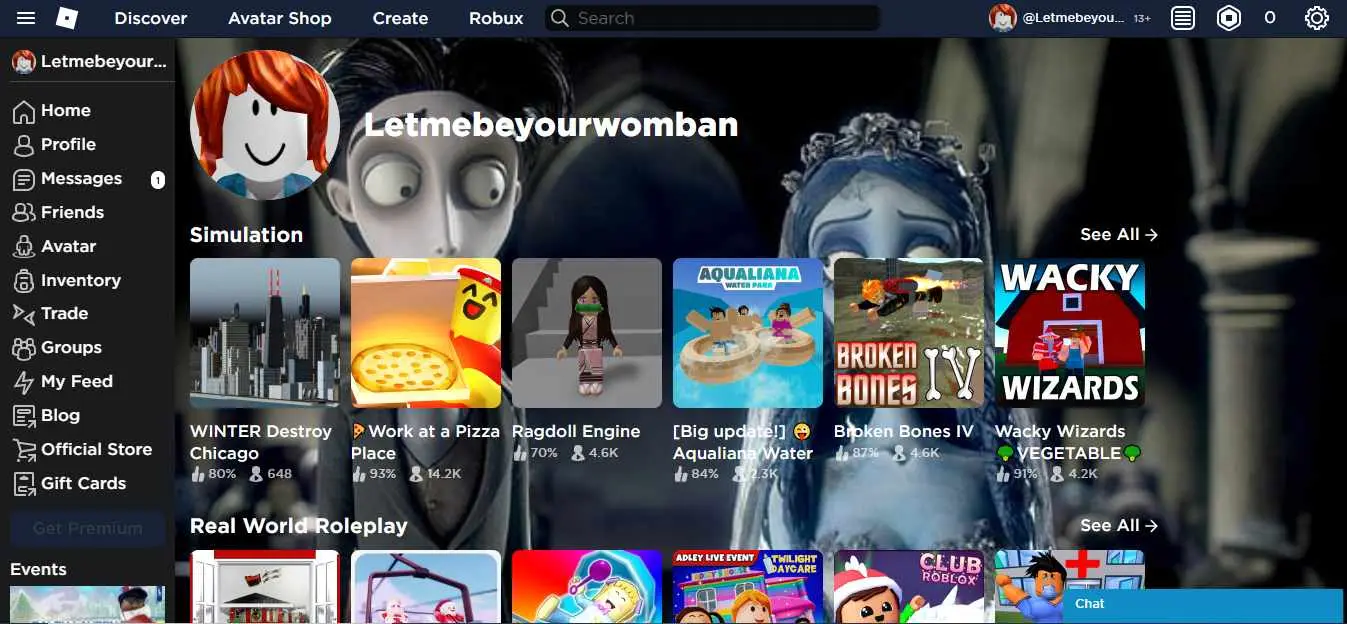 Discover Avatar Shop Create Robux Search @Letmebeyou... 13+ 0
Letmebeyour...
Home
Profile
Messages 1
Friends
Avatar
Inventory
Trade
Groups
My Feed
Blog
Official Store
Gift Cards
Get Premium
Events
Letmebeyourwomban
Simulation See All
AQUALIANA
WATER PARK
BROKEN
BONES IV
WACKY
WIZARDS
WINTER Destroy
Chicago
80% 648
Work at a Pizza
Place
93% 14.2K
Ragdoll Engine
70% 4.6K
[Big update!]
Aqualiana Water
84% 2.3K
Broken Bones IV
87% 4.6K
Wacky Wizards
VEGETABLE
91% 4.2K
Real World Roleplay See All
ADLEY LIVE EVENT
TWILIGHT
DAYCARE
CLUB
ROBLOX
Chat